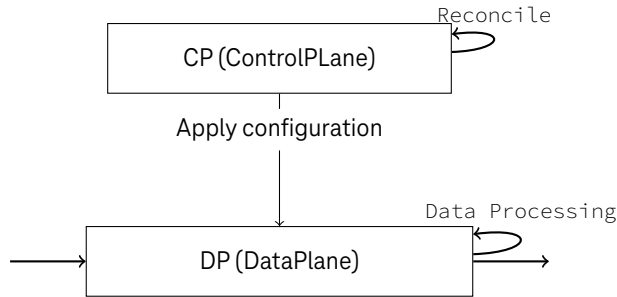 Reconcile
CP (ControlPLane)
Apply configuration
Data Processing
DP (DataPlane)